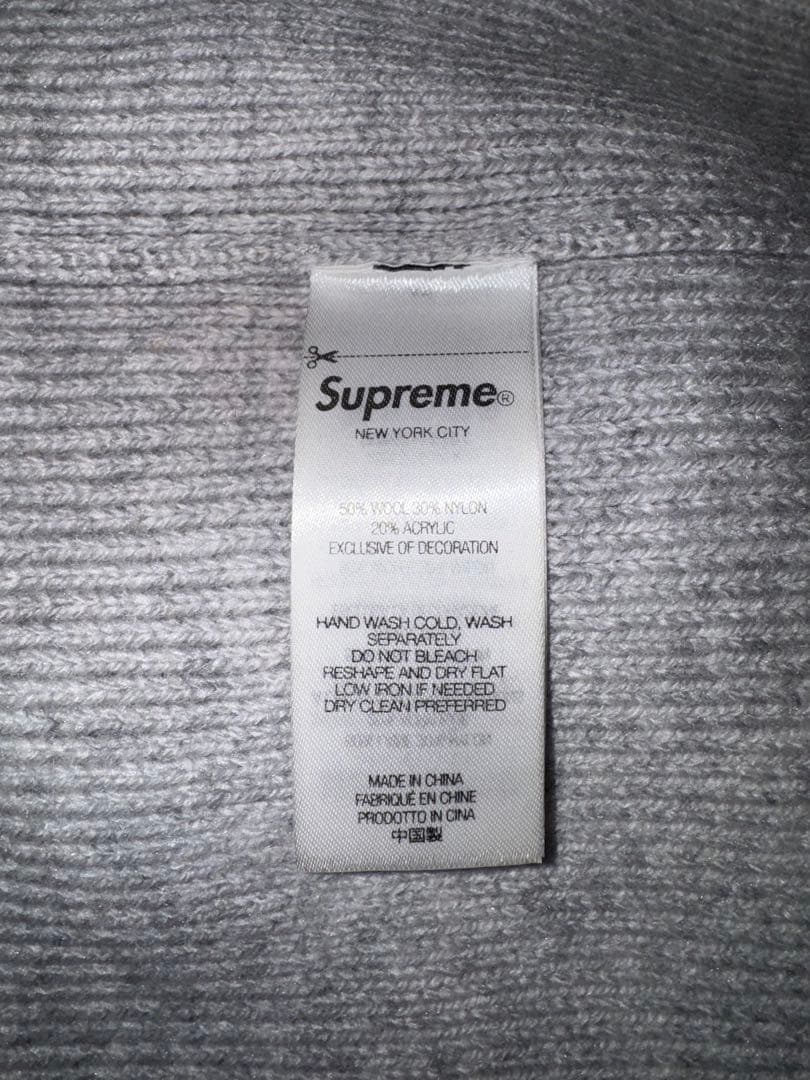 Supreme®
NEW YORK CITY
50% WOOL 30% NYLON
20% ACRYLIC
EXCLUSIVE OF DECORATION
HAND WASH COLD, WASH
SEPARATELY
DO NOT BLEACH
RESHAPE AND DRY FLAT
LOW IRON IF NEEDED
DRY CLEAN PREFERRED
MADE IN CHINA
FABRIQUÉ EN CHINE
PRODOTTO IN CINA
中国製